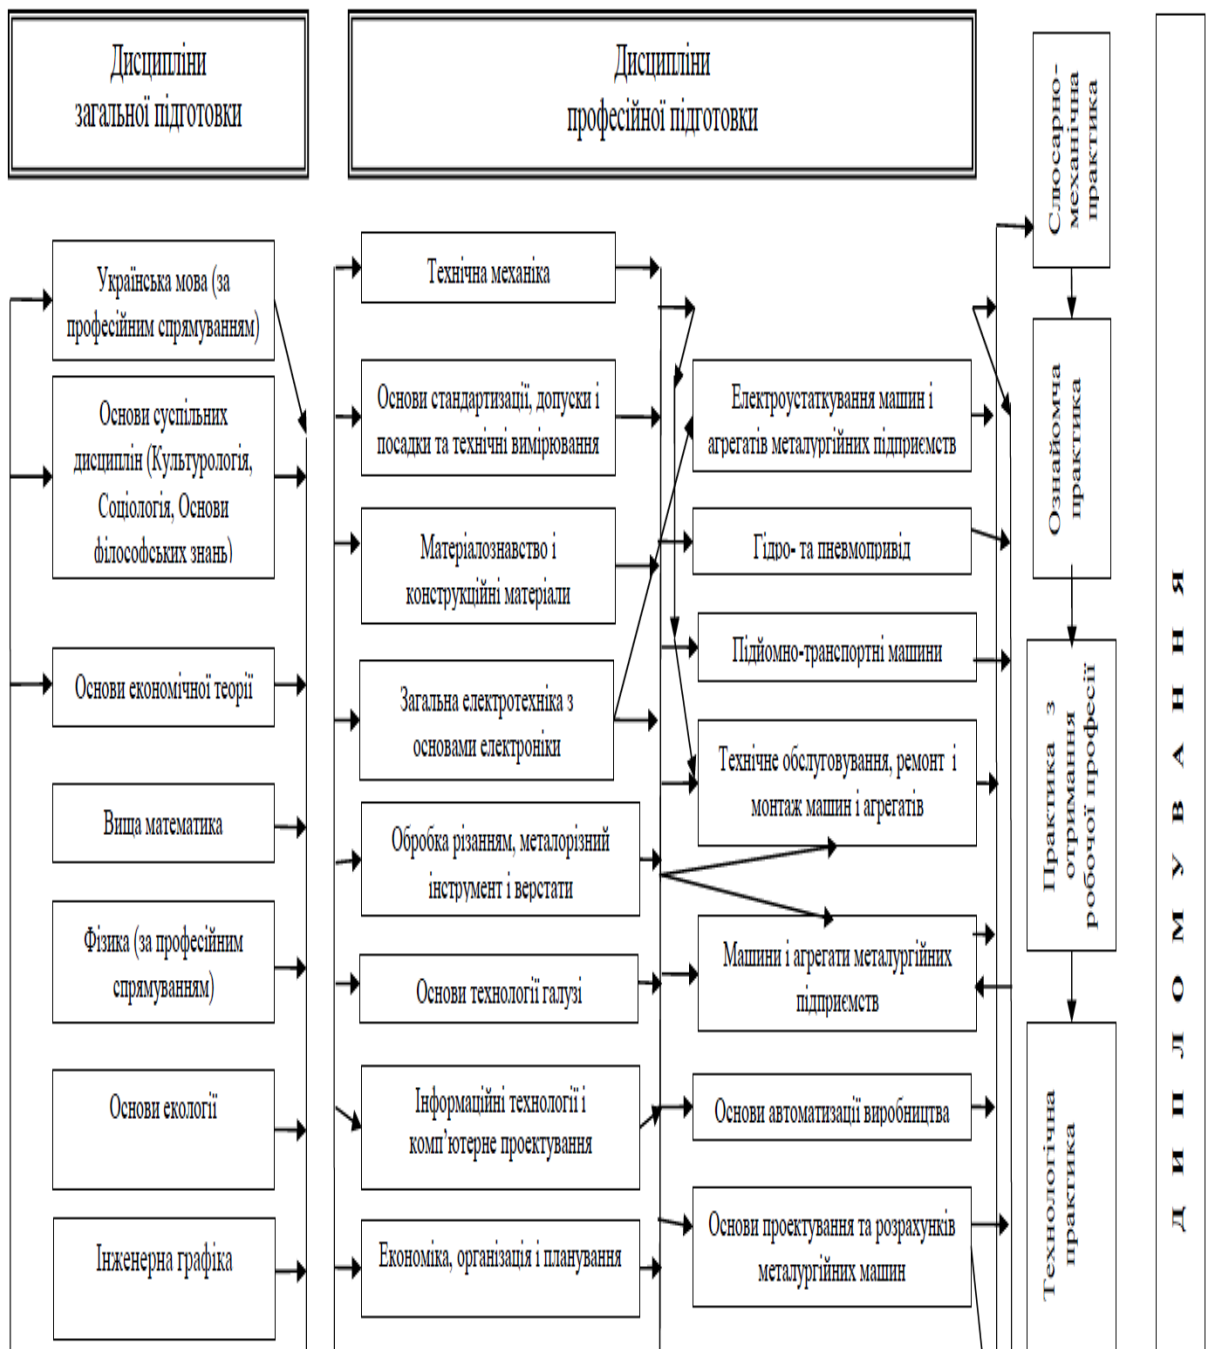 Дисципліни
загальної підготовки
Дисципліни
професійної підготовки
Українська мова (за
професійним спрямуванням)
Основи суспільних
дисциплін (Культурологія,
Соціологія, Основи
філософських знань)
Основи економічної теорії
Вища математика
Фізика (за професійним
спрямуванням)
Основи екології
Інженерна графіка
Технічна механіка
Основи стандартизації, допуски і
посадки та технічні вимірювання
Матеріалознавство і
конструкційні матеріали
Загальна електротехніка з
основами електроніки
Обробка різанням, металорізний
інструмент і верстати
Основи технології галузі
Інформаційні технології і
комп’ютерне проектування
Економіка, організація і планування
Електроустаткування машин і
агрегатів металургійних підприємств
Гідро- та пневмопривід
Підйомно-транспортні машини
Технічне обслуговування, ремонт і
монтаж машин і агрегатів
Машини і агрегати металургійних
підприємств
Основи автоматизації виробництва
Основи проектування та розрахунків
металургійних машин
Слюсарно-
механічна
практика
Ознайомча
практика
Практика з
отримання
робочої професії
Технологічна
практика
ДИПЛОМУВАННЯ